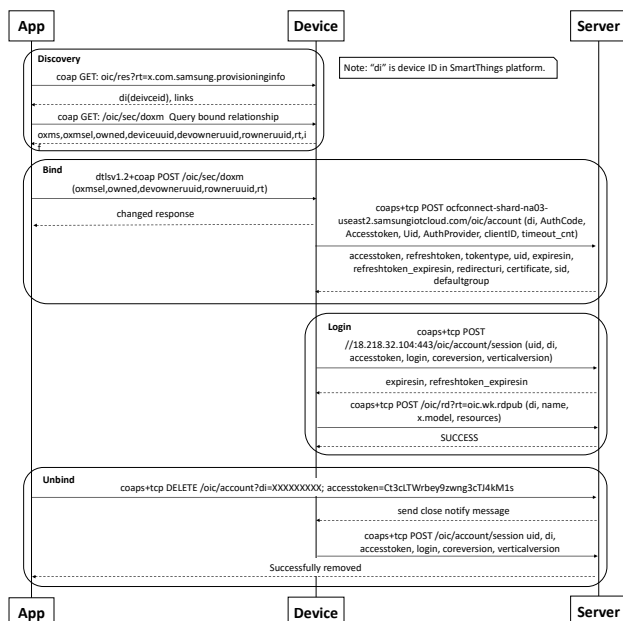 App Device Server
Discovery
coap GET: oic/res?rt=x.com.samsung.provisioninginfo
Note: "di" is device ID in SmartThings platform.
di(deivceid), links
coap GET: /oic/sec/doxm  Query bound relationship
oxms,oxmsel,owned,deviceuuid,devowneruuid,rowneruuid,rt,i
f
Bind
dtlsv1.2+coap POST /oic/sec/doxm
(oxmsel,owned,devowneruuid,rowneruuid,rt)
changed response
coaps+tcp POST ocfconnect-shard-na03-
useast2.samsungiotcloud.com/oic/account (di, AuthCode,
Accesstoken, Uid, AuthProvider, clientID, timeout_cnt)
accesstoken, refreshtoken, tokentype, uid, expiresin,
refreshtoken_expiresin, redirecturi, certificate, sid,
defaultgroup
Login
coaps+tcp POST
//18.218.32.104:443/oic/account/session (uid, di,
accesstoken, login, coreversion, verticalversion)
expiresin, refreshtoken_expiresin
coaps+tcp POST /oic/rd?rt=oic.wk.rdpub (di, name,
x.model, resources)
SUCCESS
Unbind
coaps+tcp DELETE /oic/account?di=XXXXXXXXX; accesstoken=Ct3cLTWrbey9zwng3cTJ4kM1s
send close notify message
coaps+tcp POST /oic/account/session uid, di,
accesstoken, login, coreversion, verticalversion
Successfully removed
App Device Server